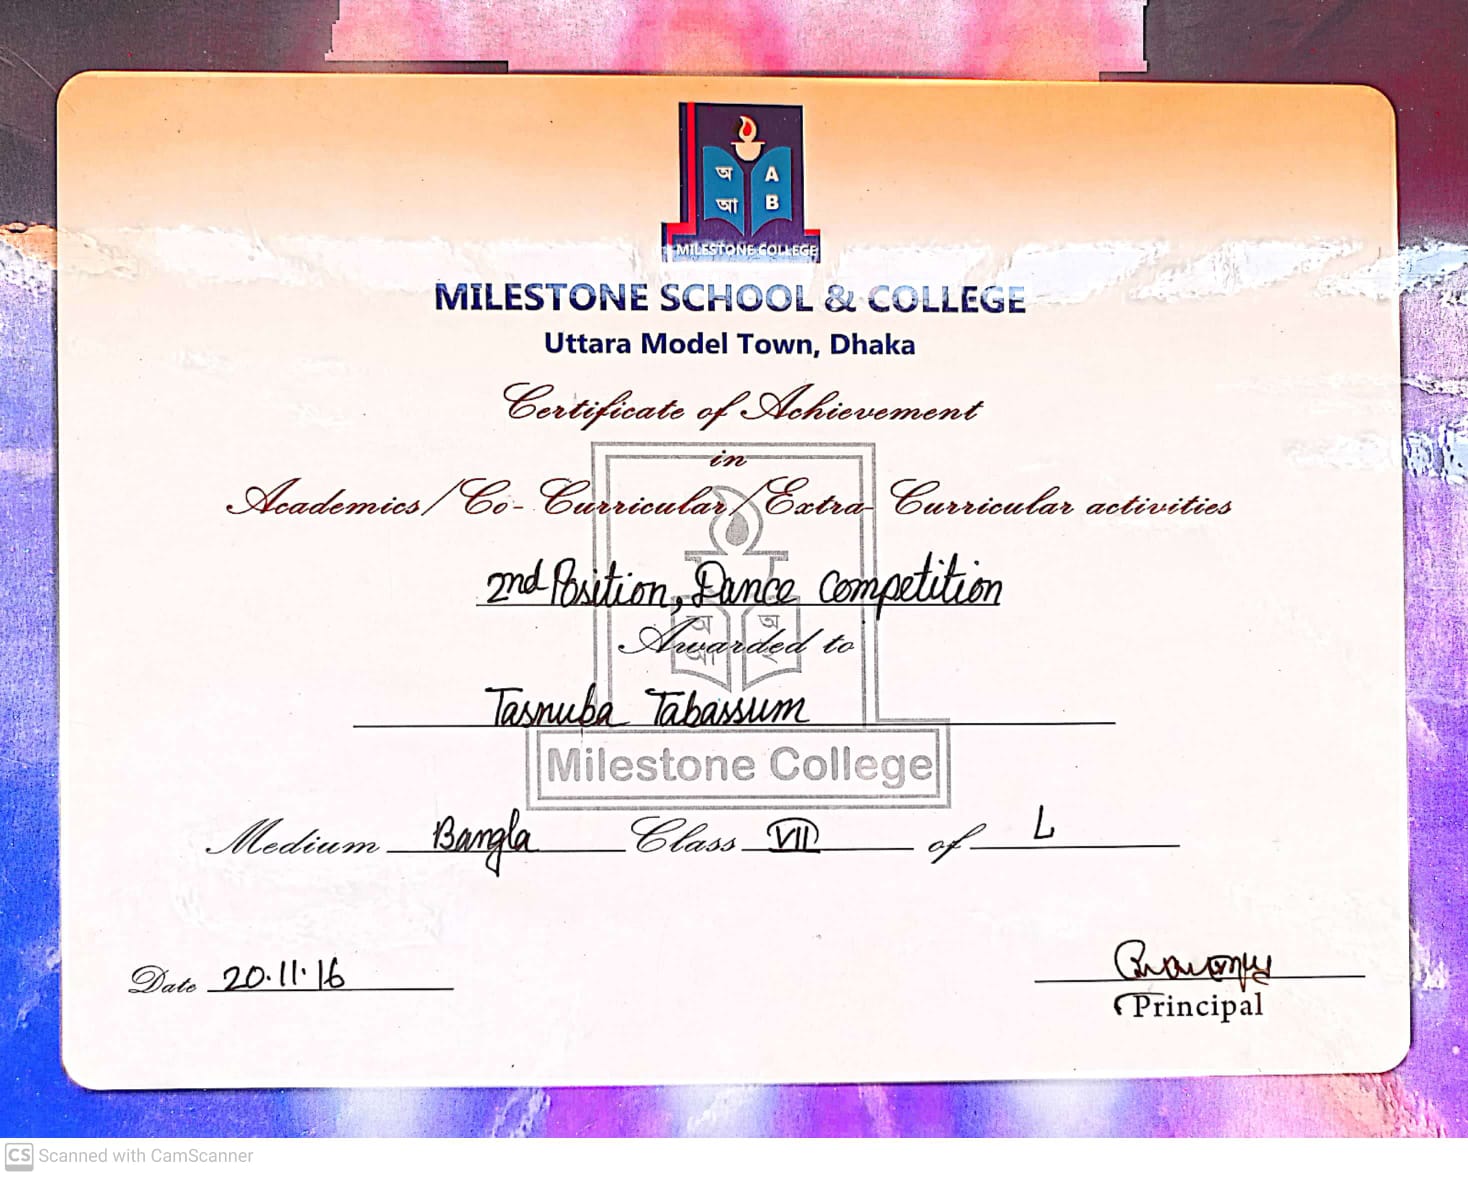 অ A
আ B
MILESTONE COLLEGE
MILESTONE SCHOOL & COLLEGE
Uttara Model Town, Dhaka
Certificate of Achievement
in
Academics/Co-Curricular/Extra-Curricular activities
2nd Position, Dance Competition
Awarded to
Tasnuba Tabassum
Milestone College
Medium Bangla Class VII of L
Date 20.11.16
Principal
CS Scanned with CamScanner